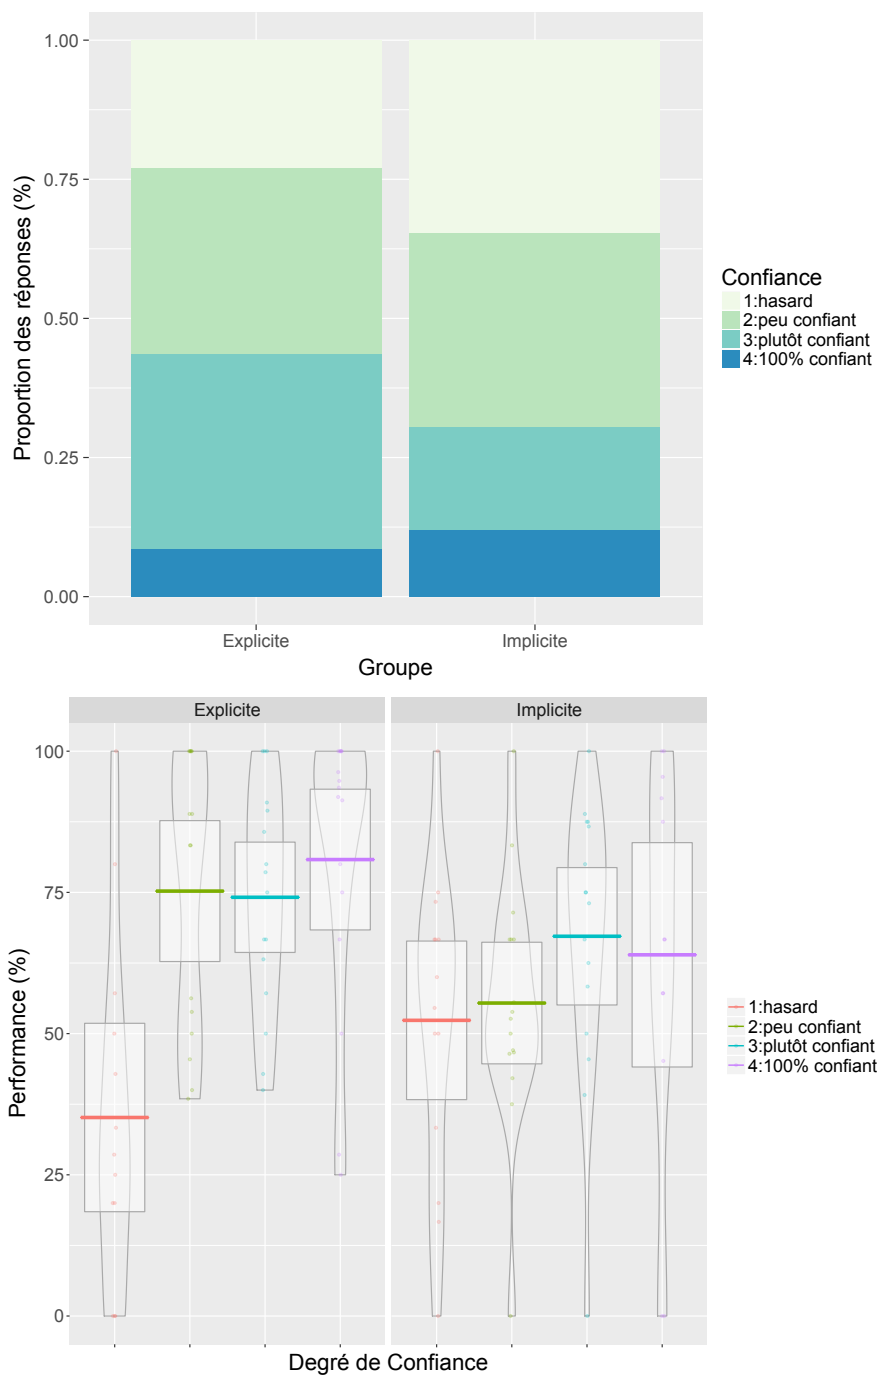 1.00
0.75
0.50
0.25
0.00
Proportion des réponses (%)
Explicite
Implicite
Groupe
Confiance
1:hasard
2:peu confiant
3:plutôt confiant
4:100% confiant
Explicite
Implicite
100
75
50
25
0
Performance (%)
Degré de Confiance
1:hasard
2:peu confiant
3:plutôt confiant
4:100% confiant